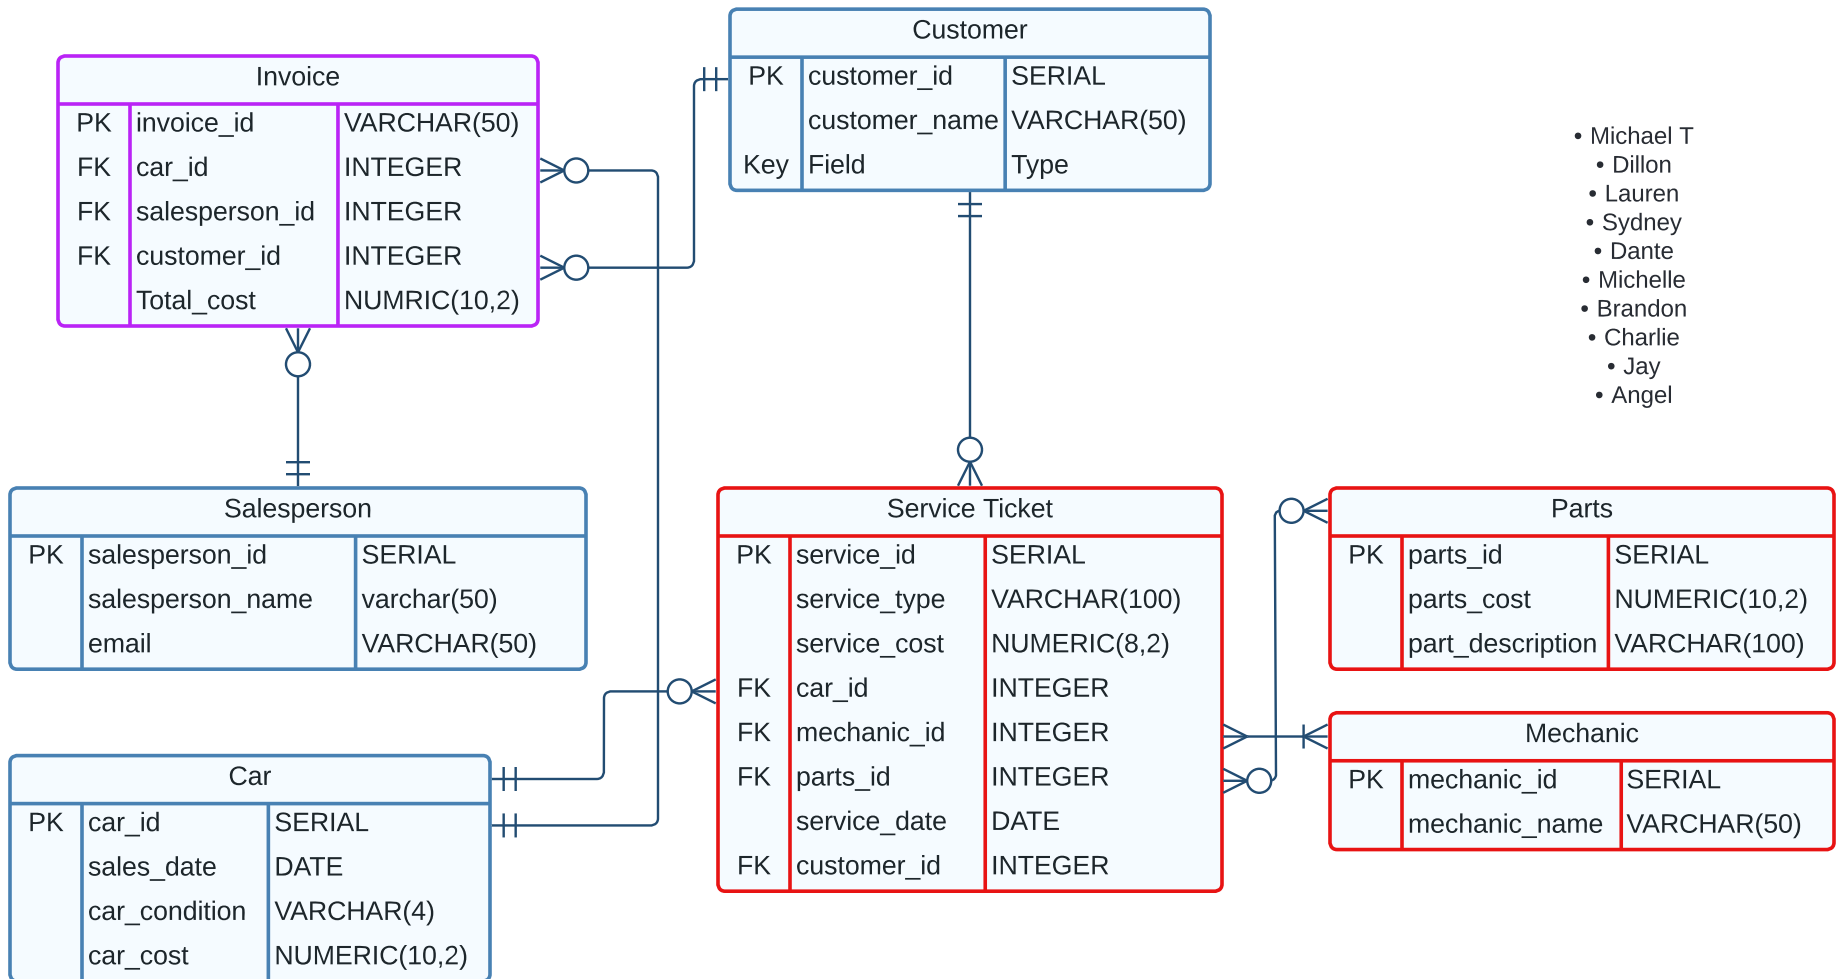 Customer
PK customer_id SERIAL
customer_name VARCHAR(50)
Key Field Type
Invoice
PK invoice_id VARCHAR(50)
FK car_id INTEGER
FK salesperson_id INTEGER
FK customer_id INTEGER
Total_cost NUMRIC(10,2)
• Michael T
• Dillon
• Lauren
• Sydney
• Dante
• Michelle
• Brandon
• Charlie
• Jay
• Angel
Salesperson
PK salesperson_id SERIAL
salesperson_name varchar(50)
email VARCHAR(50)
Service Ticket
PK service_id SERIAL
service_type VARCHAR(100)
service_cost NUMERIC(8,2)
FK car_id INTEGER
FK mechanic_id INTEGER
FK parts_id INTEGER
service_date DATE
FK customer_id INTEGER
Parts
PK parts_id SERIAL
parts_cost NUMERIC(10,2)
part_description VARCHAR(100)
Mechanic
PK mechanic_id SERIAL
mechanic_name VARCHAR(50)
Car
PK car_id SERIAL
sales_date DATE
car_condition VARCHAR(4)
car_cost NUMERIC(10,2)